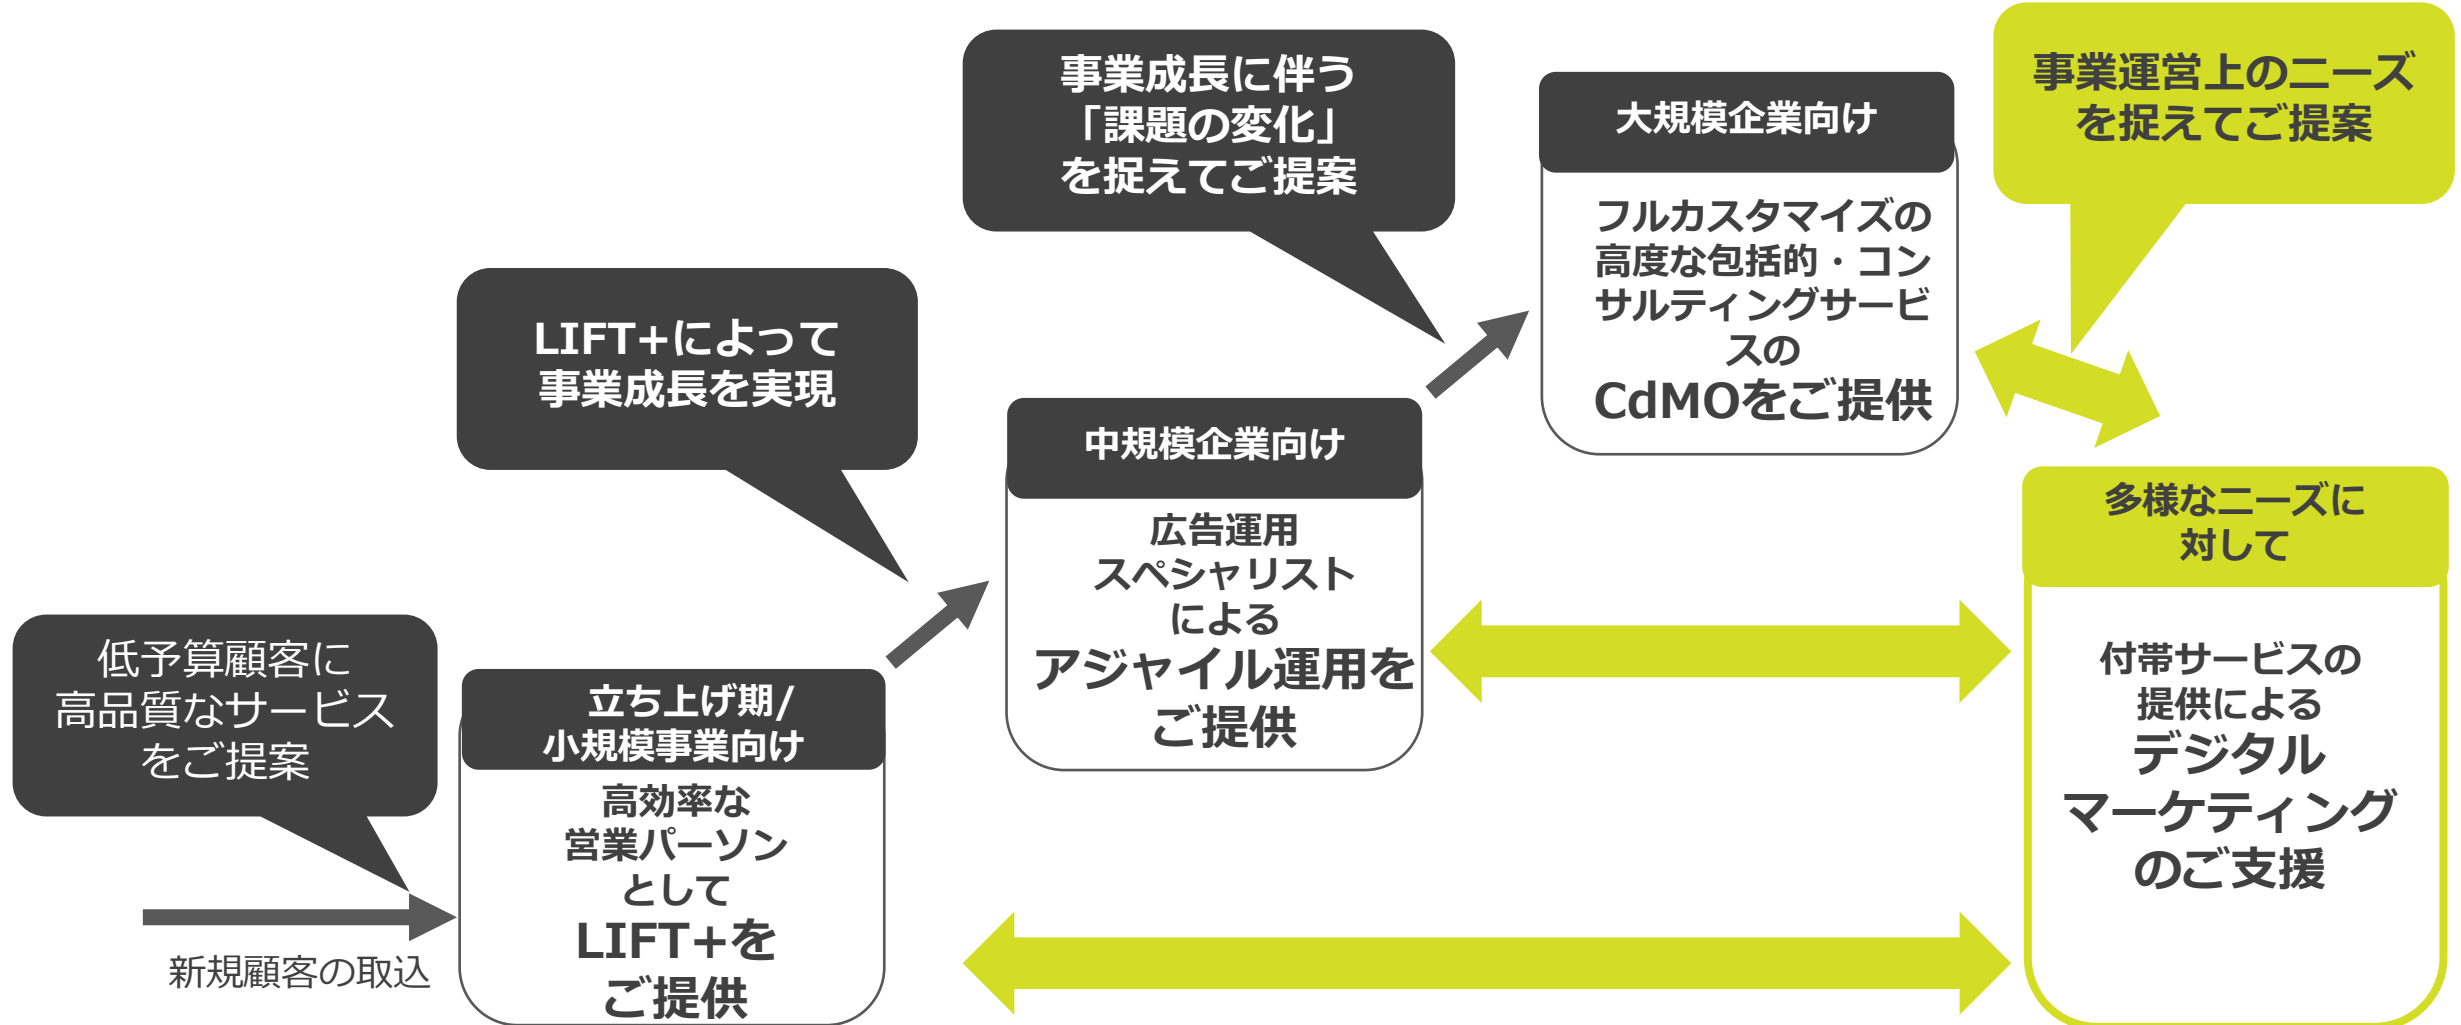 低予算顧客に
高品質なサービス
をご提案
新規顧客の取込
LIFT+によって
事業成長を実現
立ち上げ期/
小規模事業向け
高効率な
営業パーソン
として
LIFT+を
ご提供
事業成長に伴う
「課題の変化」
を捉えてご提案
中規模企業向け
広告運用
スペシャリスト
による
アジャイル運用を
ご提供
大規模企業向け
フルカスタマイズの
高度な包括的・コン
サルティングサービ
スの
CdMOをご提供
事業運営上のニーズ
を捉えてご提案
多様なニーズに
対して
付帯サービスの
提供による
デジタル
マーケティング
のご支援